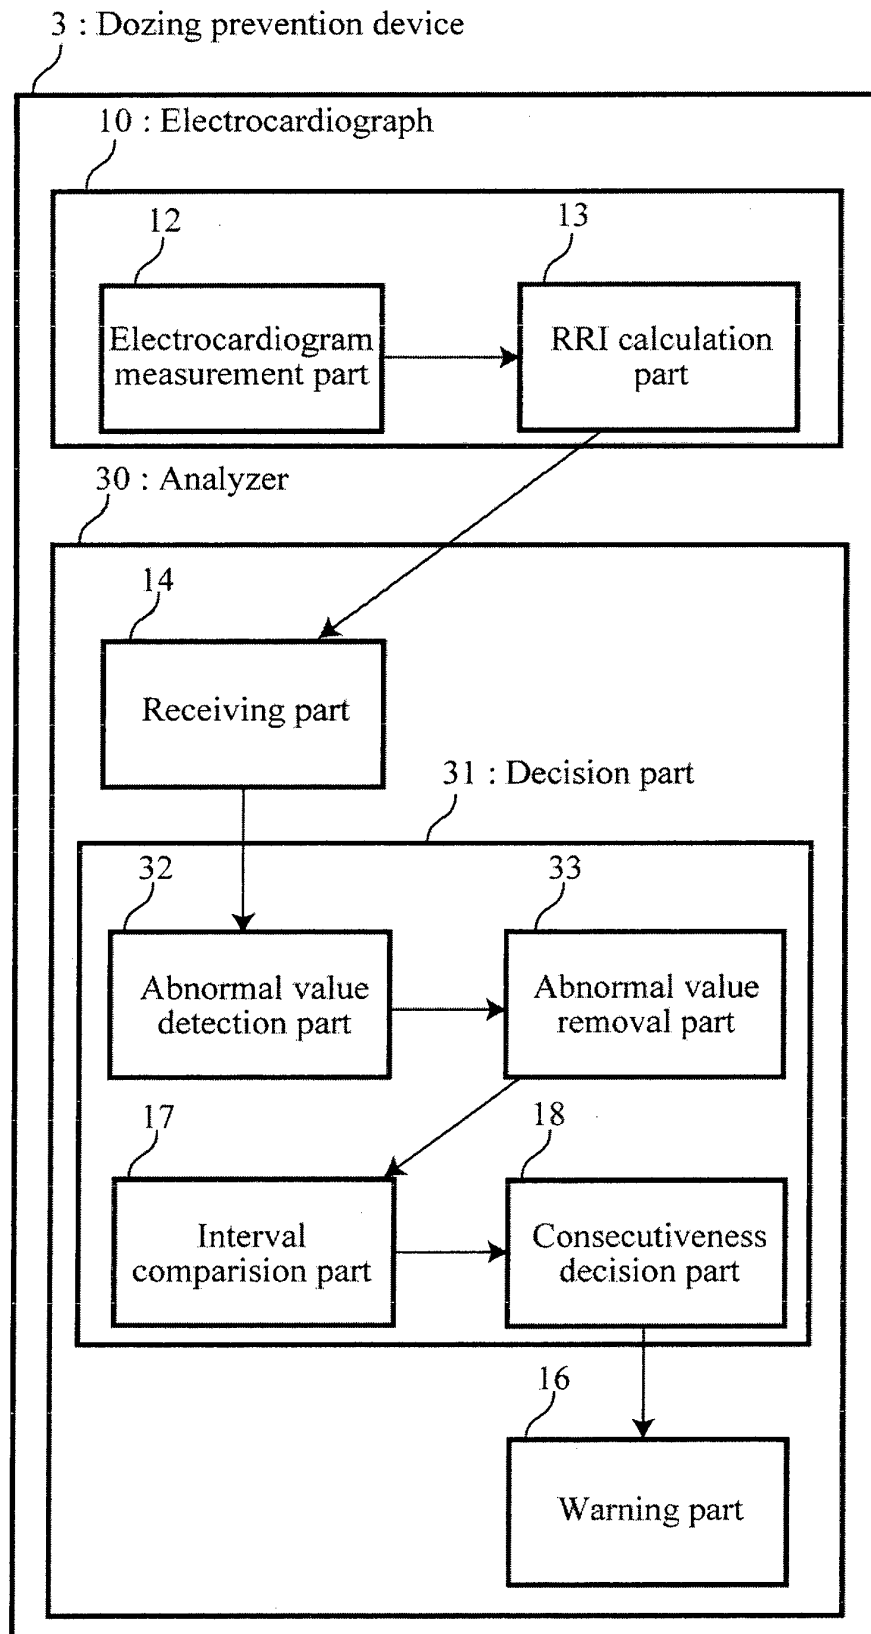 3 : Dozing prevention device
10 : Electrocardiograph
12
13
Electrocardiogram
measurement part
RRI calculation
part
30 : Analyzer
14
Receiving part
31 : Decision part
32
33
Abnormal value
detection part
Abnormal value
removal part
17
18
Interval
comparision part
Consecutiveness
decision part
16
Warning part